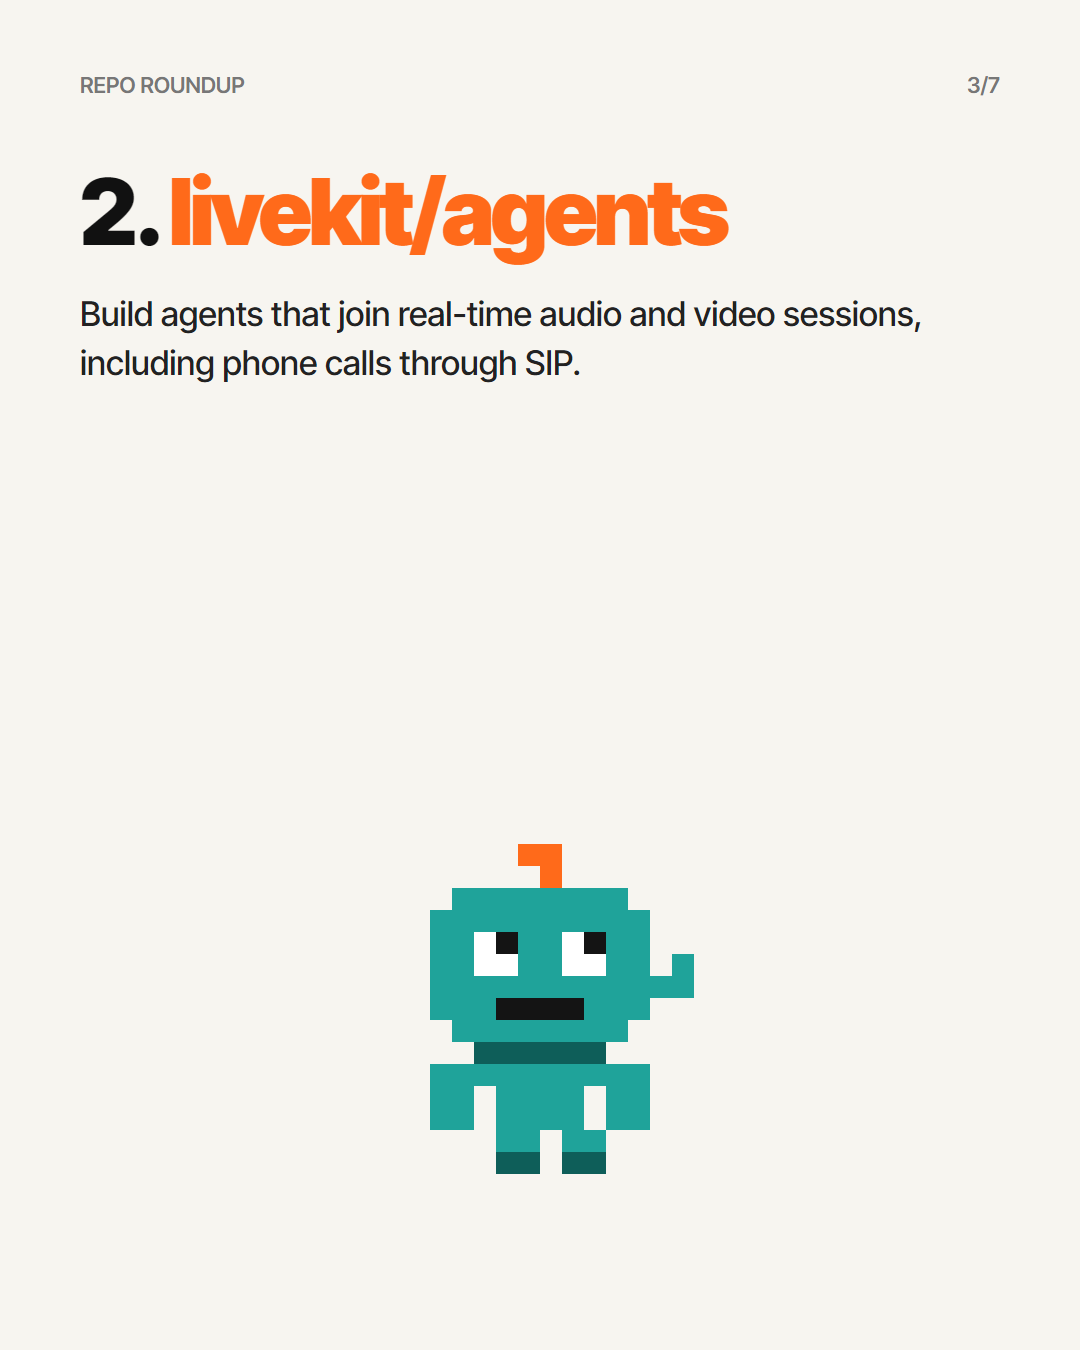 REPO ROUNDUP
3/7
2. livekit/agents
Build agents that join real-time audio and video sessions,
including phone calls through SIP.